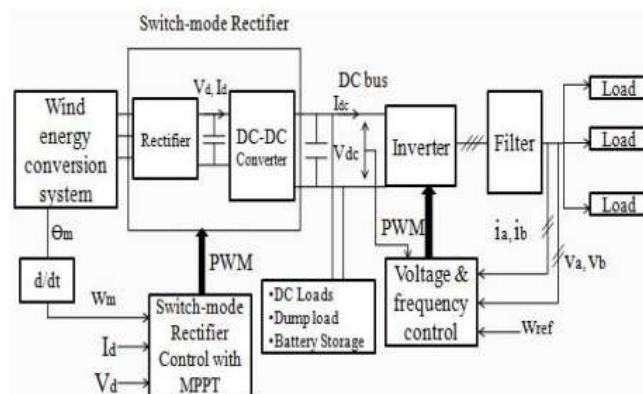 Switch-mode Rectifier
Wind
energy
conversion
system
Rectifier
Vd, Id
DC-DC
Converter
DC bus
Idc
Vdc
Inverter
Filter
Load
Load
Load
θm
d/dt
Wm
Id
Vd
PWM
Switch-mode
Rectifier
Control with
MPPT
•DC Loads
•Dump load
•Battery Storage
PWM
Voltage &
frequency
control
ia, ib
Va, Vb
Wref